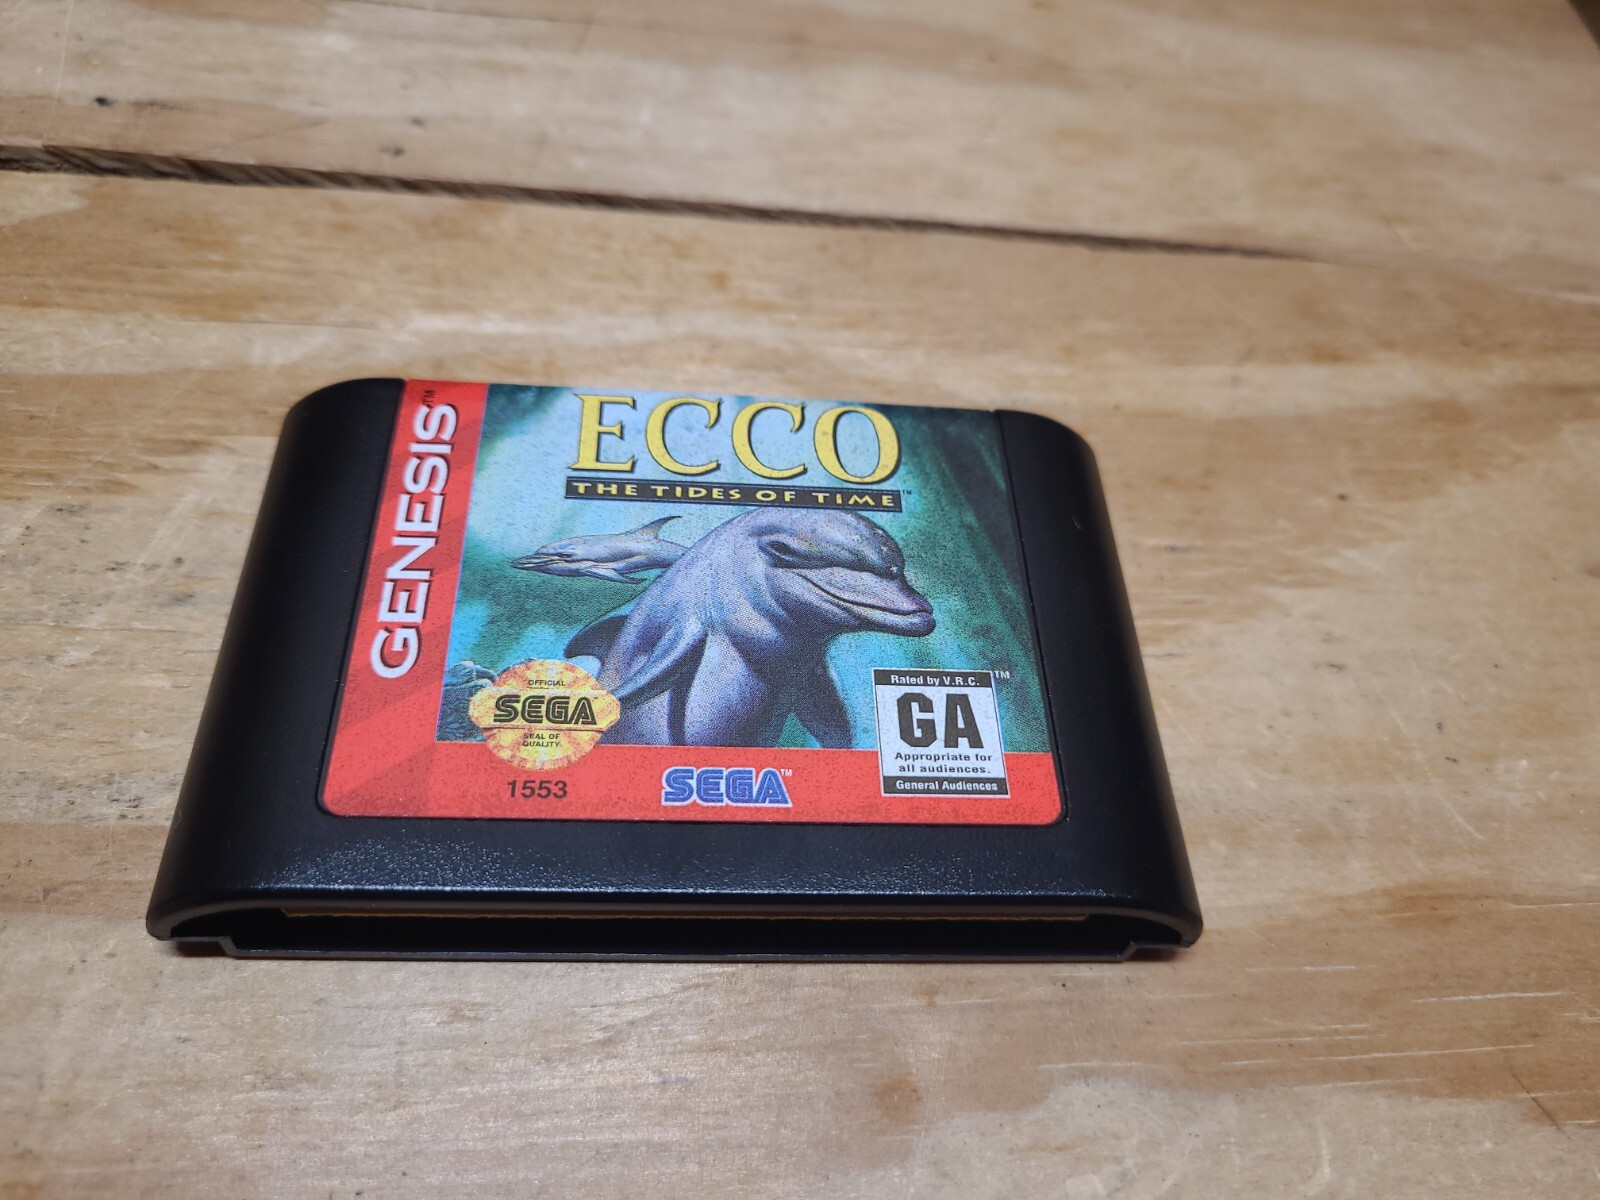 GENESIS™
ECCO
THE TIDES OF TIME™
OFFICIAL
SEGA
SEAL OF
QUALITY
1553
SEGA™
Rated by V.R.C.™
GA
Appropriate for
all audiences.
General Audiences